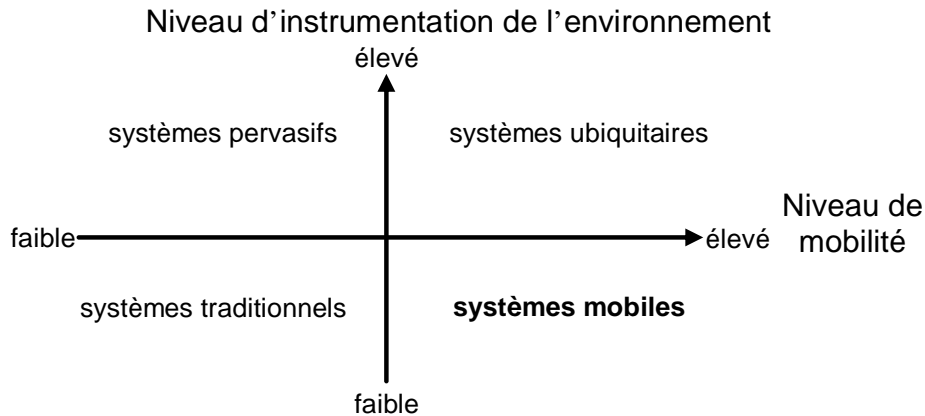 Niveau d’instrumentation de l’environnement
élevé
systèmes pervasifs
systèmes ubiquitaires
faible
élevé
Niveau de
mobilité
systèmes traditionnels
systèmes mobiles
faible